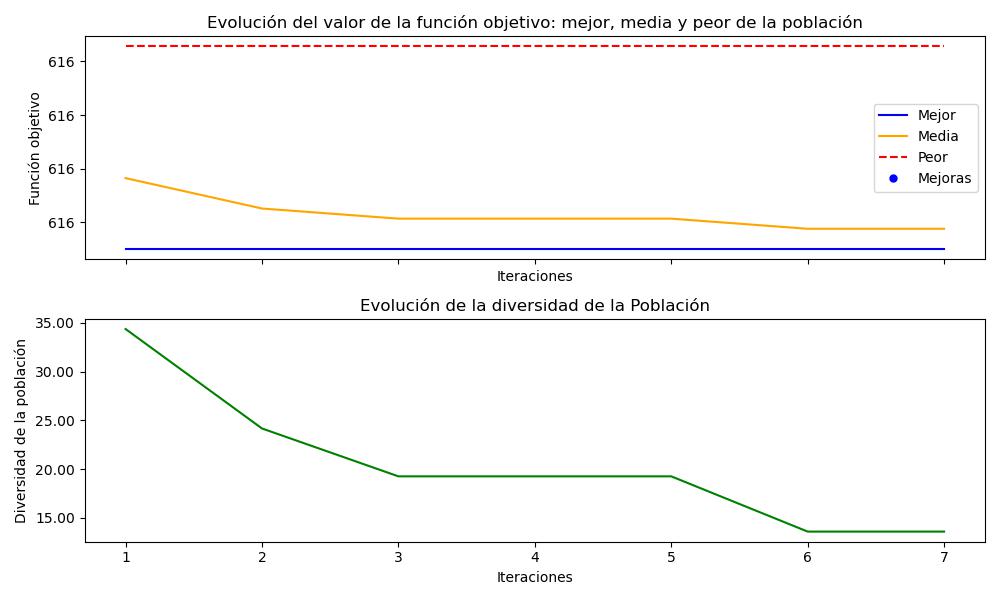 Evolución del valor de la función objetivo: mejor, media y peor de la población
616
616
616
616
Función objetivo
Mejor
Media
Peor
Mejoras
Iteraciones
Evolución de la diversidad de la Población
35.00
30.00
25.00
20.00
15.00
Diversidad de la población
1 2 3 4 5 6 7
Iteraciones